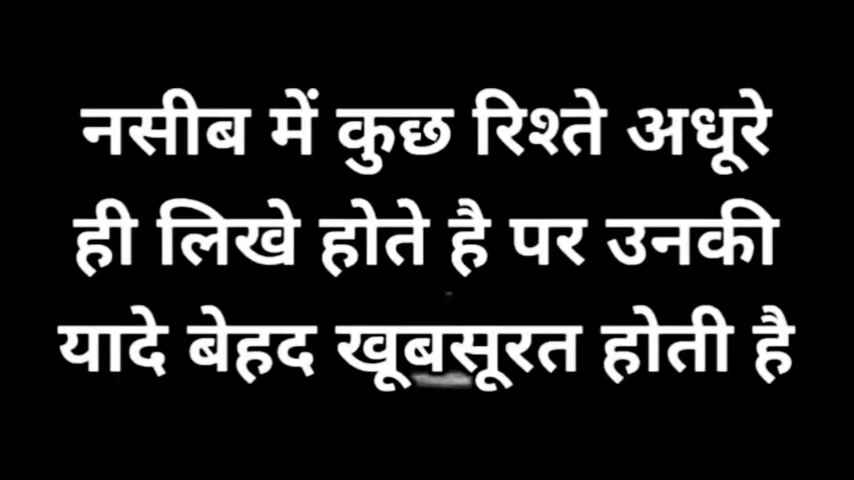 नसीब में कुछ रिश्ते अधूरे
ही लिखे होते है पर उनकी
यादे बेहद खूबसूरत होती है